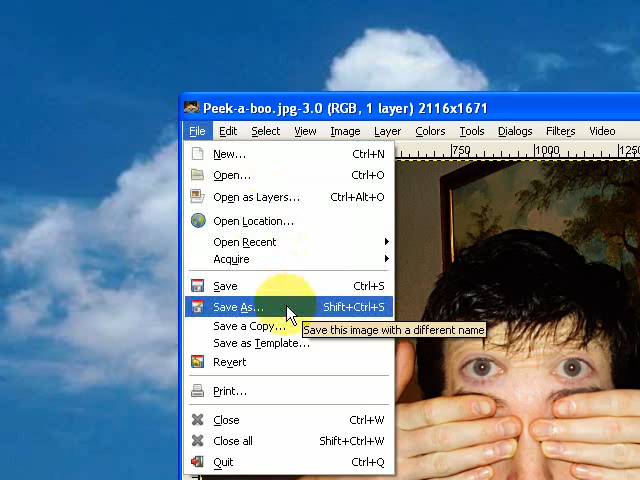 Peek-a-boo.jpg-3.0 (RGB, 1 layer) 2116x1671
File Edit Select View Image Layer Colors Tools Dialogs Filters Video
750 1000 1250
New... Ctrl+N
Open... Ctrl+O
Open as Layers... Ctrl+Alt+O
Open Location...
Open Recent
Acquire
Save Ctrl+S
Save As... Shift+Ctrl+S
Save a Copy...
Save this image with a different name
Save as Template...
Revert
Print...
Close Ctrl+W
Close all Shift+Ctrl+W
Quit Ctrl+Q